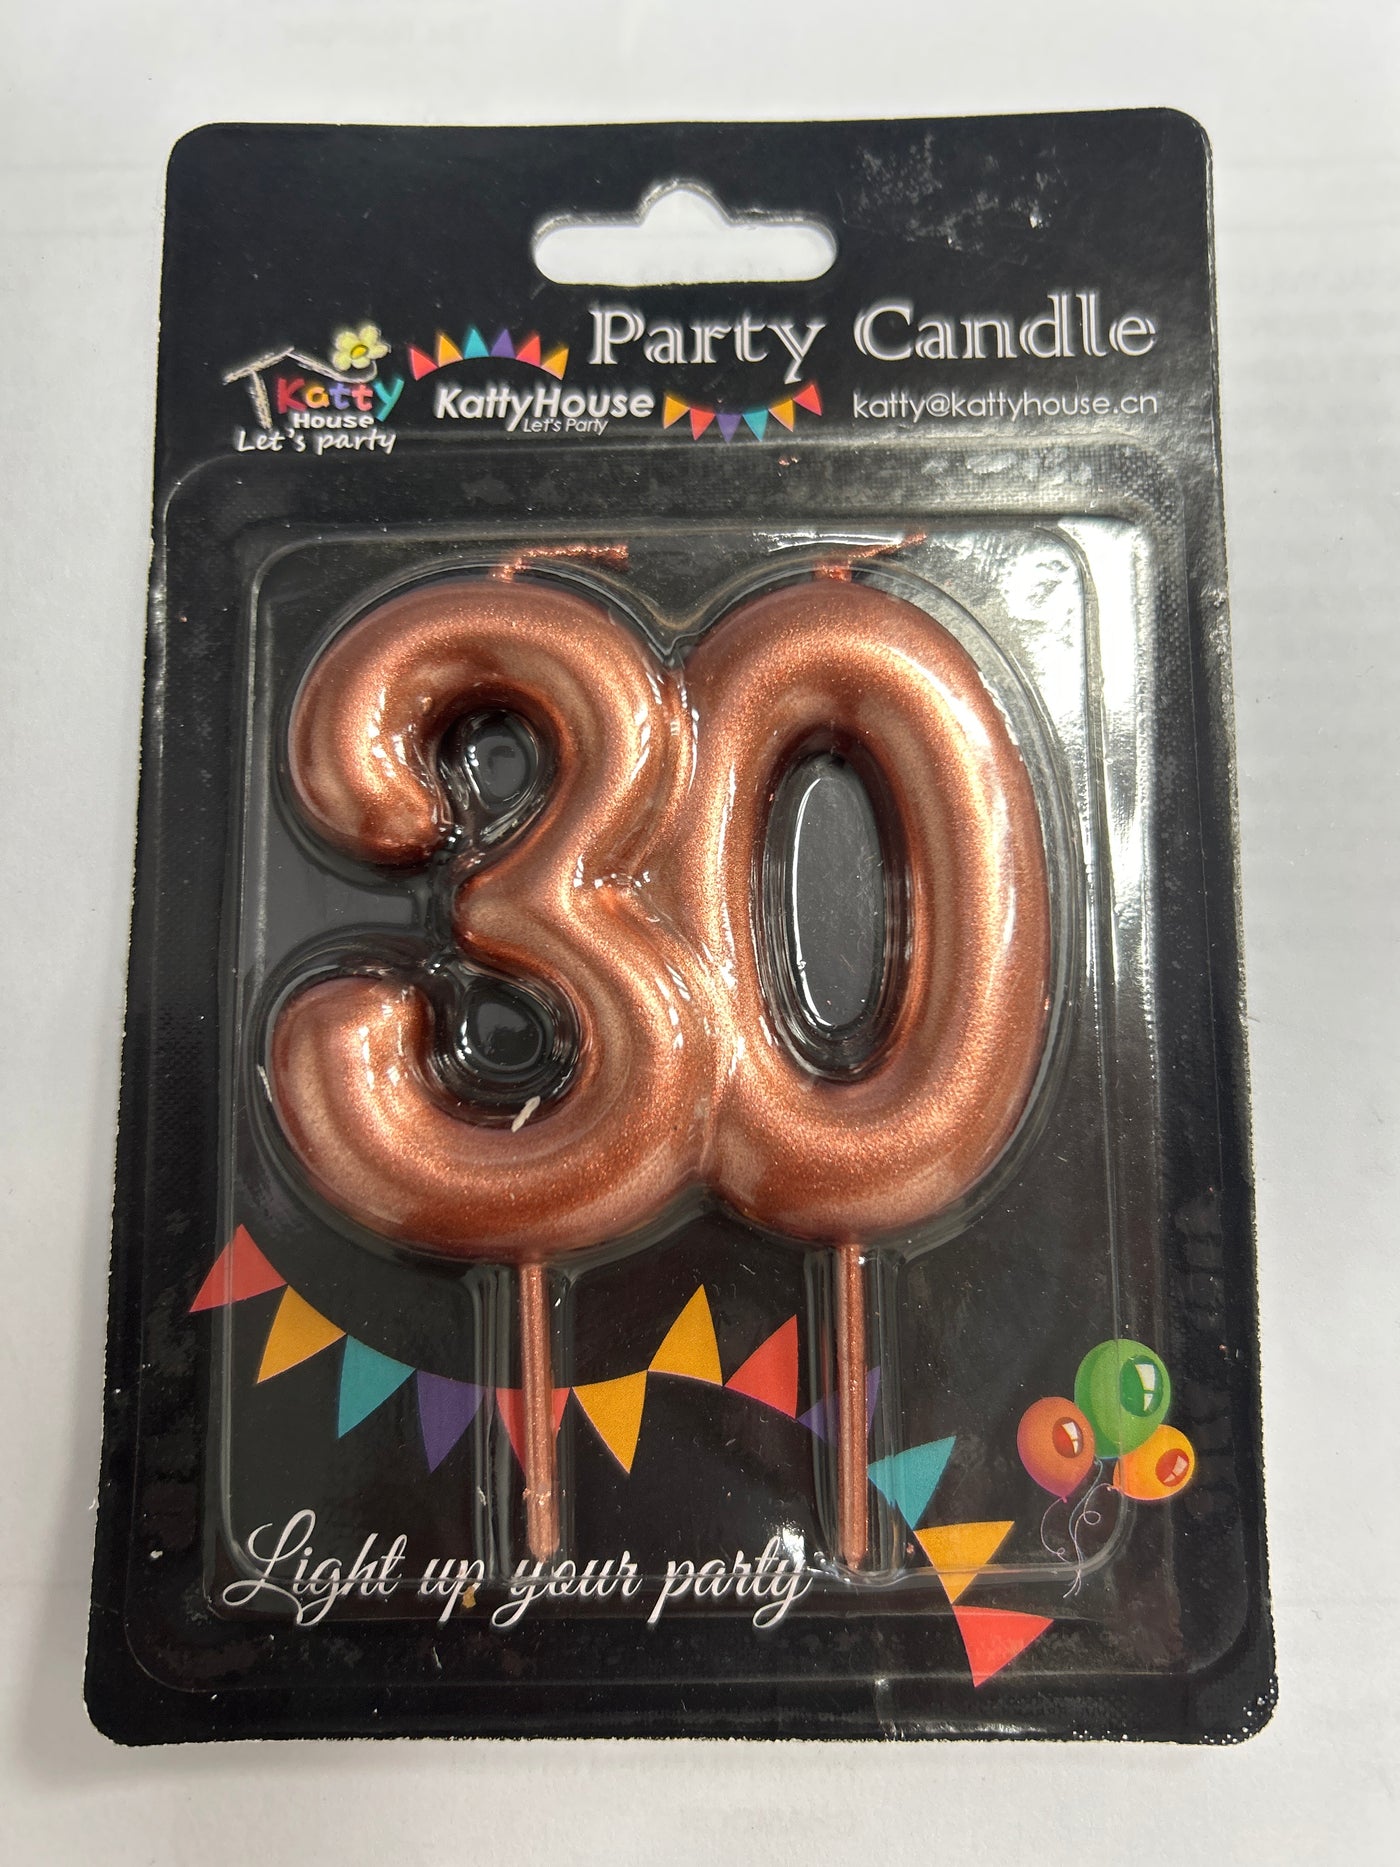 Party Candle
Katty
House
Let's party
KattyHouse
Let's Party
katty@kattyhouse.cn
30
Light up your party